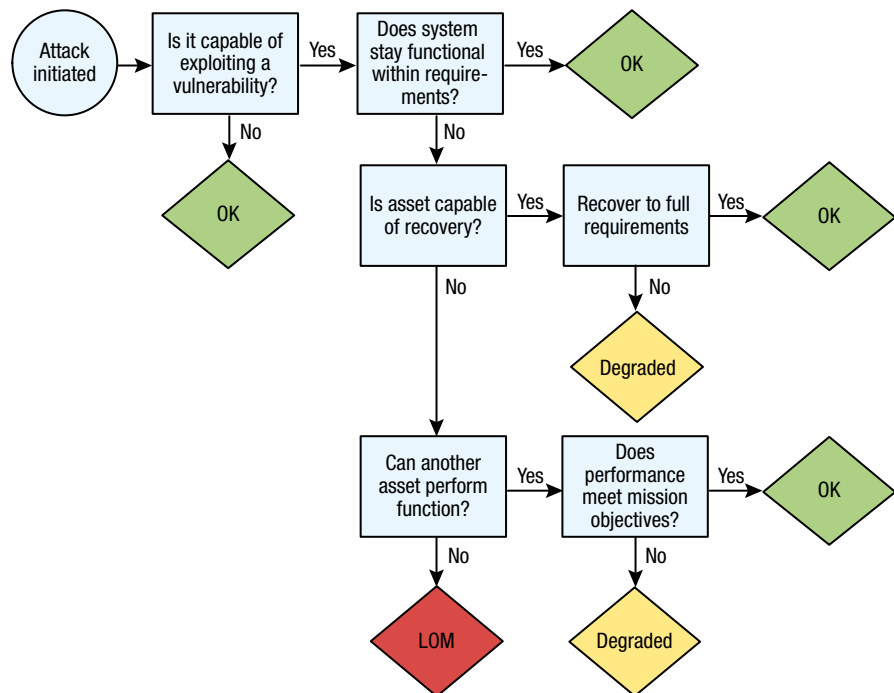 Attack
initiated
Is it capable of
exploiting a
vulnerability?
Yes
Does system
stay functional
within require-
ments?
Yes
OK
No
OK
No
Is asset capable
of recovery?
Yes
Recover to full
requirements
Yes
OK
No
No
Degraded
Can another
asset perform
function?
Yes
Does
performance
meet mission
objectives?
Yes
OK
No
LOM
No
Degraded